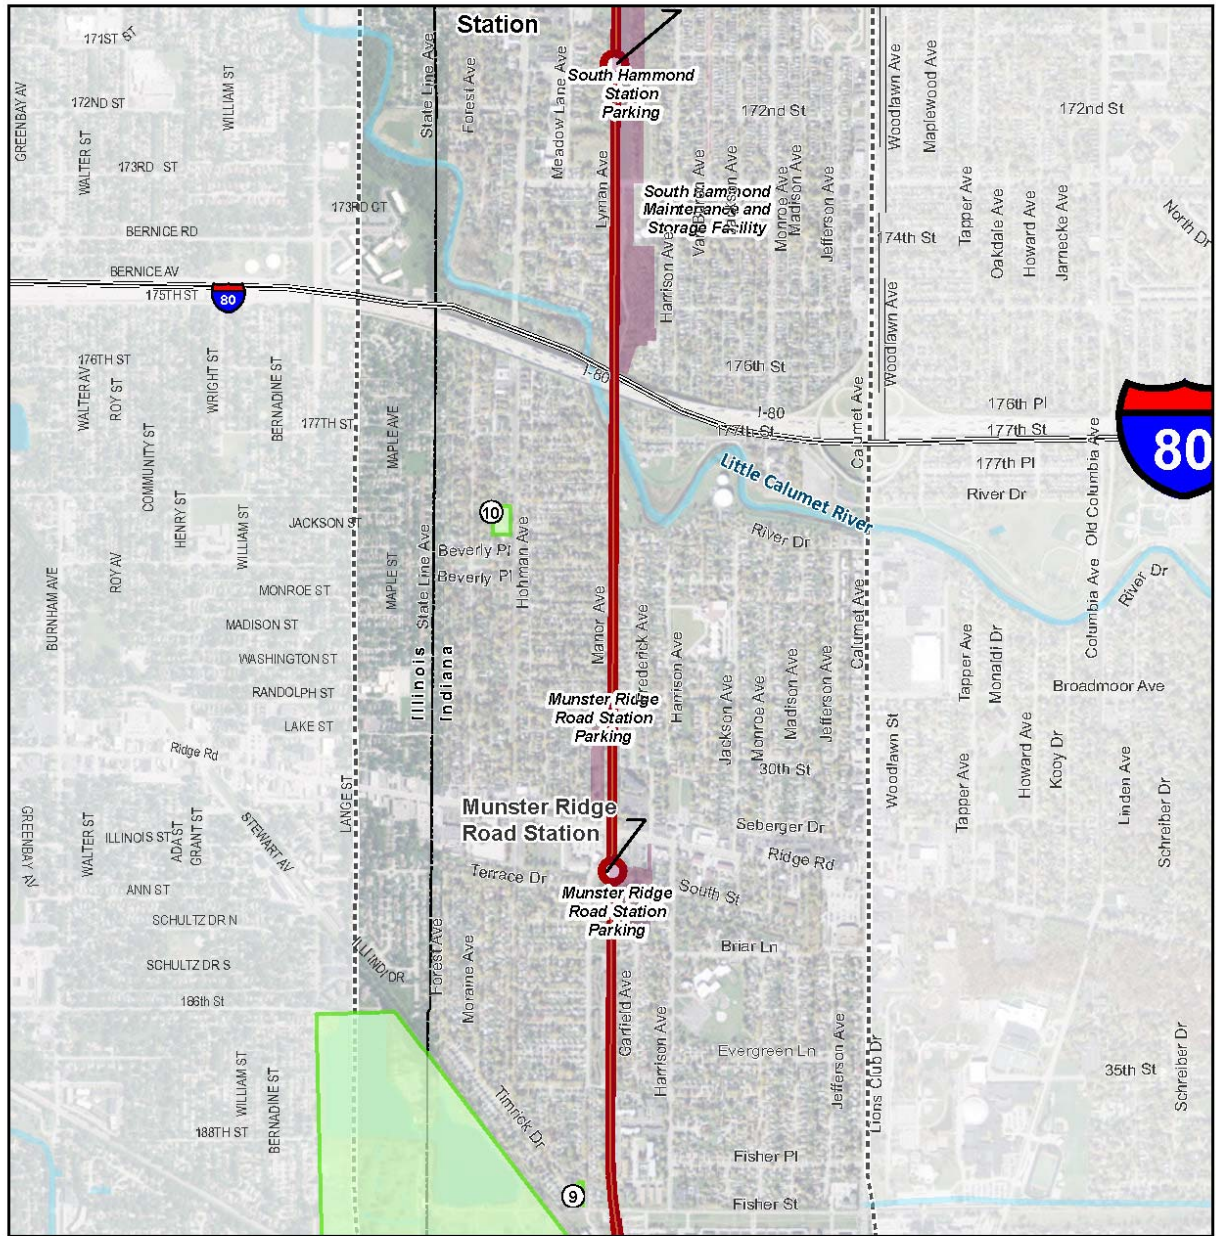 Station
171ST ST
GREENBAY AV
WILLIAM ST
State Line Ave
Forest Ave
Meadow Lane Ave
South Hammond
Station
Parking
Woodlawn Ave
Maplewood Ave
172ND ST
172nd St
172nd St
WALTER ST
173RD ST
173RD CT
Lyman Ave
South Hammond
Maintenance and
Storage Facility
Van Buren Ave
Jackson Ave
Monroe Ave
Madison Ave
Jefferson Ave
Tapper Ave
Oakdale Ave
Howard Ave
Jarnecke Ave
North Dr
BERNICE RD
174th St
Harrison Ave
BERNICE AV
175TH ST
80
Woodlawn Ave
176TH ST
WALTER AV
ROY ST
WRIGHT ST
BERNADINE ST
I-80
176th St
176th Pl
I-80
177TH ST
MAPLE AVE
177th St
177th St
Calumet Ave
80
COMMUNITY ST
177th Pl
Old Columbia Ave
Little Calumet River
River Dr
HENRY ST
WILLIAM ST
JACKSON ST
10
State Line Ave
Hohman Ave
River Dr
Beverly Pl
Beverly Pl
BURNHAM AVE
ROY AV
MONROE ST
MAPLE ST
Manor Ave
Calumet Ave
Columbia Ave
River Dr
MADISON ST
WASHINGTON ST
Illinois
Indiana
Frederick Ave
Harrison Ave
Jackson Ave
Monroe Ave
Madison Ave
Jefferson Ave
Tapper Ave
Monaldi Dr
RANDOLPH ST
Broadmoor Ave
Munster Ridge
Road Station
Parking
LAKE ST
Ridge Rd
30th St
Woodlawn St
Tapper Ave
Howard Ave
Kooy Dr
Linden Ave
Schreiber Dr
LANGE ST
Munster Ridge
Road Station
GREENBAY AV
WALTER ST
ILLINOIS ST
ADA ST
GRANT ST
STEWART AV
Seberger Dr
Ridge Rd
Terrace Dr
South St
ANN ST
Munster Ridge
Road Station
Parking
SCHULTZ DR N
Briar Ln
SCHULTZ DR S
ILLINDI DR
Forest Ave
Moraine Ave
186th St
Garfield Ave
Harrison Ave
Evergreen Ln
Jefferson Ave
Lions Club Dr
35th St
Schreiber Dr
WILLIAM ST
BERNADINE ST
188TH ST
Timrick Dr
Fisher Pl
9
Fisher St